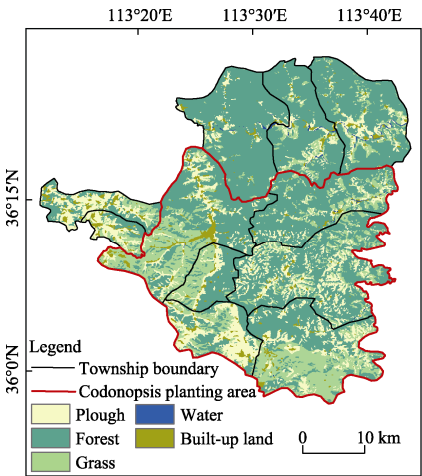 113°20'E 113°30'E 113°40'E
36°15'N
36°0'N
Legend
Township boundary
Codonopsis planting area
Plough Water
Forest Built-up land
Grass
0 10 km